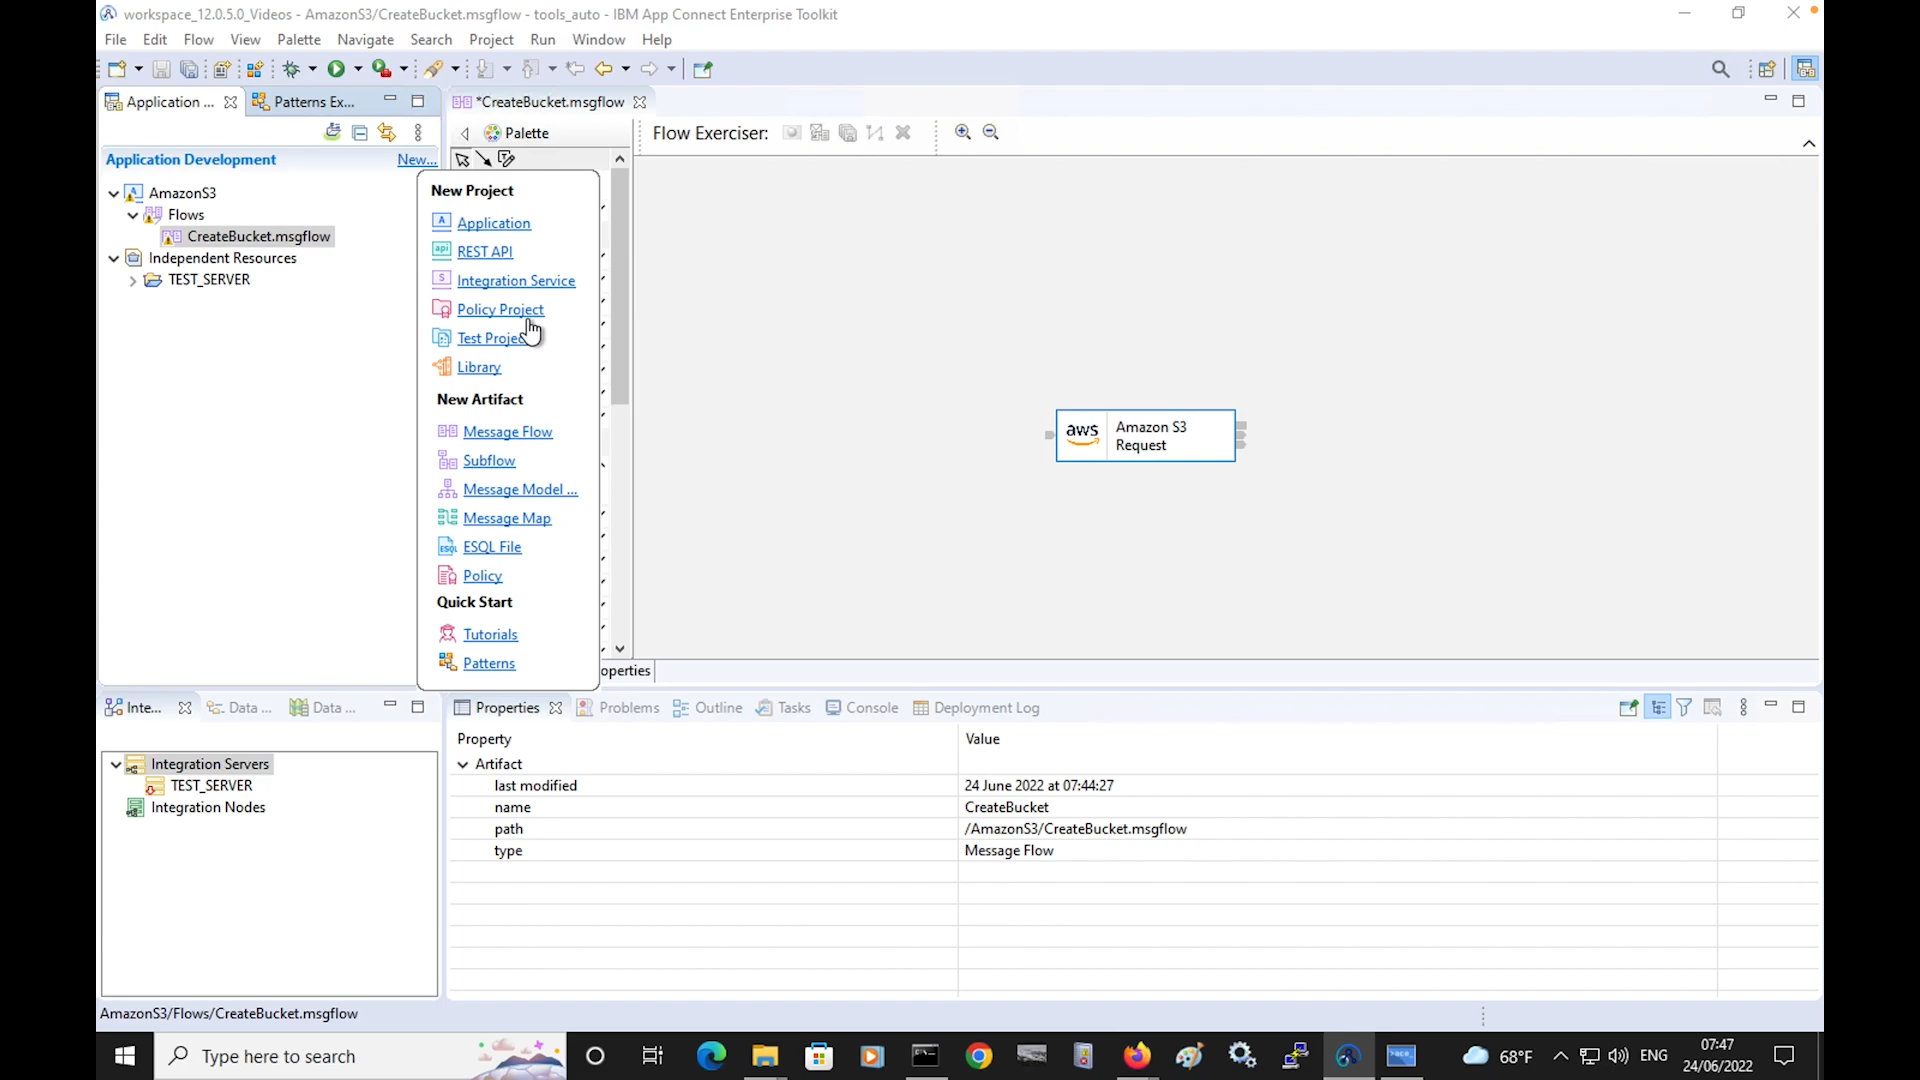 workspace_12.0.5.0_Videos - AmazonS3/CreateBucket.msgflow - tools_auto - IBM App Connect Enterprise Toolkit
File Edit Flow View Palette Navigate Search Project Run Window Help
Application ... Patterns Ex...
*CreateBucket.msgflow
Palette
Flow Exerciser:
Application Development New...
AmazonS3
Flows
CreateBucket.msgflow
Independent Resources
TEST_SERVER
New Project
A Application
api REST API
S Integration Service
Policy Project
Test Projec
Library
New Artifact
Message Flow
Subflow
Message Model ...
Message Map
ESQL ESQL File
Policy
Quick Start
Tutorials
Patterns
aws Amazon S3
Request
operties
Inte... Data ... Data ...
Properties Problems Outline Tasks Console Deployment Log
Integration Servers
TEST_SERVER
Integration Nodes
Property Value
Artifact
last modified 24 June 2022 at 07:44:27
name CreateBucket
path /AmazonS3/CreateBucket.msgflow
type Message Flow
AmazonS3/Flows/CreateBucket.msgflow
Type here to search
68°F ENG 07:47
24/06/2022